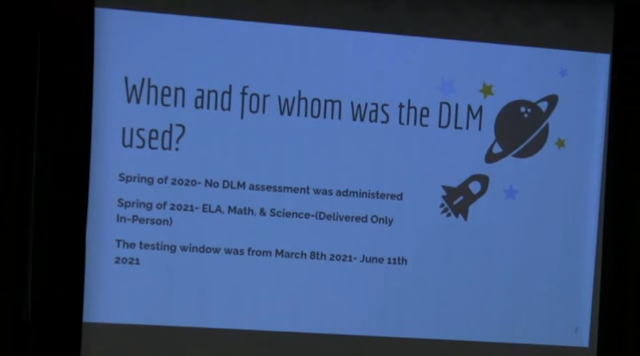 When and for whom was the DLM
used?
Spring of 2020- No DLM assessment was administered
Spring of 2021- ELA, Math, & Science-(Delivered Only
In-Person)
The testing window was from March 8th 2021- June 11th
2021